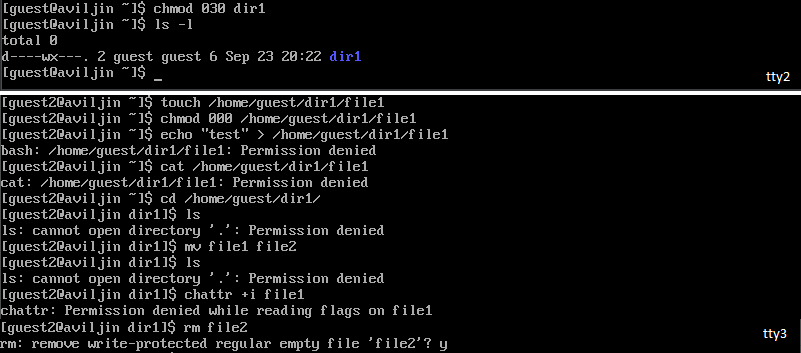 [guest@aviljin ~]$ chmod 030 dir1
[guest@aviljin ~]$ ls -l
total 0
d----wx---. 2 guest guest 6 Sep 23 20:22 dir1
[guest@aviljin ~]$ _
tty2
[guest2@aviljin ~]$ touch /home/guest/dir1/file1
[guest2@aviljin ~]$ chmod 000 /home/guest/dir1/file1
[guest2@aviljin ~]$ echo "test" > /home/guest/dir1/file1
bash: /home/guest/dir1/file1: Permission denied
[guest2@aviljin ~]$ cat /home/guest/dir1/file1
cat: /home/guest/dir1/file1: Permission denied
[guest2@aviljin ~]$ cd /home/guest/dir1/
[guest2@aviljin dir1]$ ls
ls: cannot open directory '.': Permission denied
[guest2@aviljin dir1]$ mv file1 file2
[guest2@aviljin dir1]$ ls
ls: cannot open directory '.': Permission denied
[guest2@aviljin dir1]$ chattr +i file1
chattr: Permission denied while reading flags on file1
[guest2@aviljin dir1]$ rm file2
rm: remove write-protected regular empty file 'file2'? y
tty3